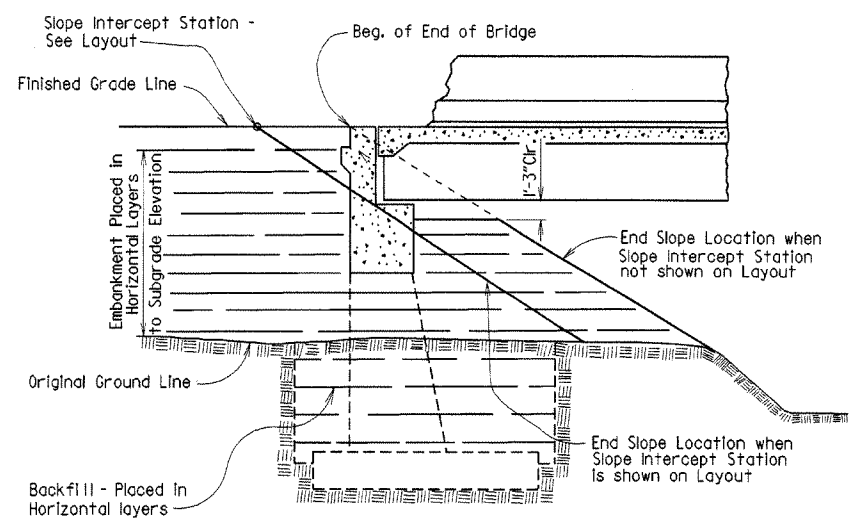 Slope Intercept Station -
See Layout
Beg. of End of Bridge
Finished Grade Line
1'-3" Clr.
Embankment Placed in
Horizontal Layers
to Subgrade Elevation
End Slope Location when
Slope Intercept Station
not shown on Layout
Original Ground Line
End Slope Location when
Slope Intercept Station
is shown on Layout
Backfill - Placed in
Horizontal layers